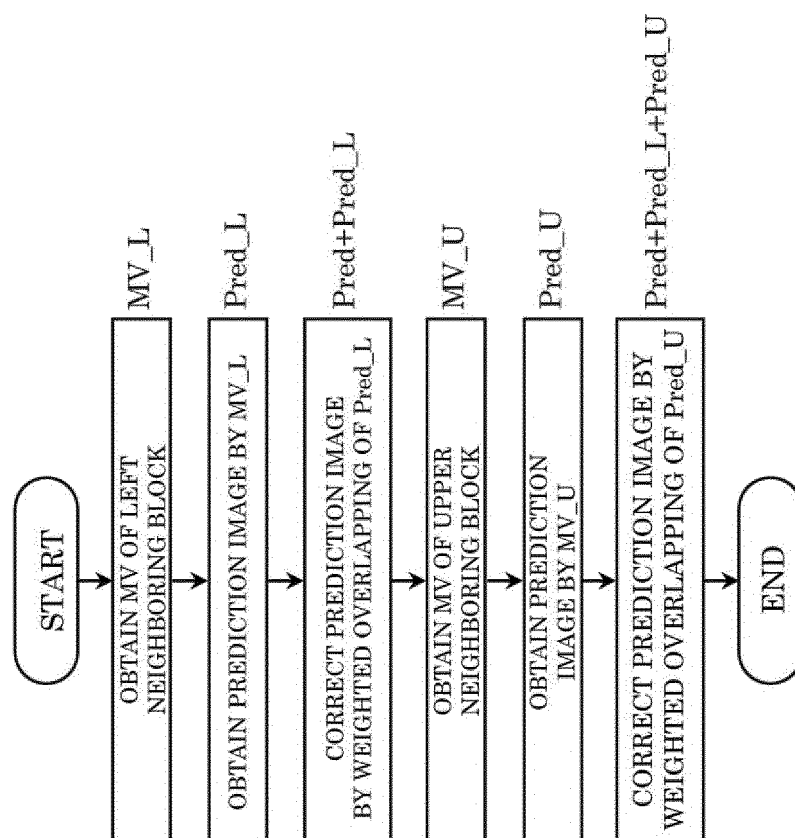 START
OBTAIN MV OF LEFT
NEIGHBORING BLOCK
MV_L
OBTAIN PREDICTION IMAGE BY MV_L
Pred_L
CORRECT PREDICTION IMAGE
BY WEIGHTED OVERLAPPING OF Pred_L
Pred+Pred_L
OBTAIN MV OF UPPER
NEIGHBORING BLOCK
MV_U
OBTAIN PREDICTION
IMAGE BY MV_U
Pred_U
CORRECT PREDICTION IMAGE BY
WEIGHTED OVERLAPPING OF Pred_U
Pred+Pred_L+Pred_U
END